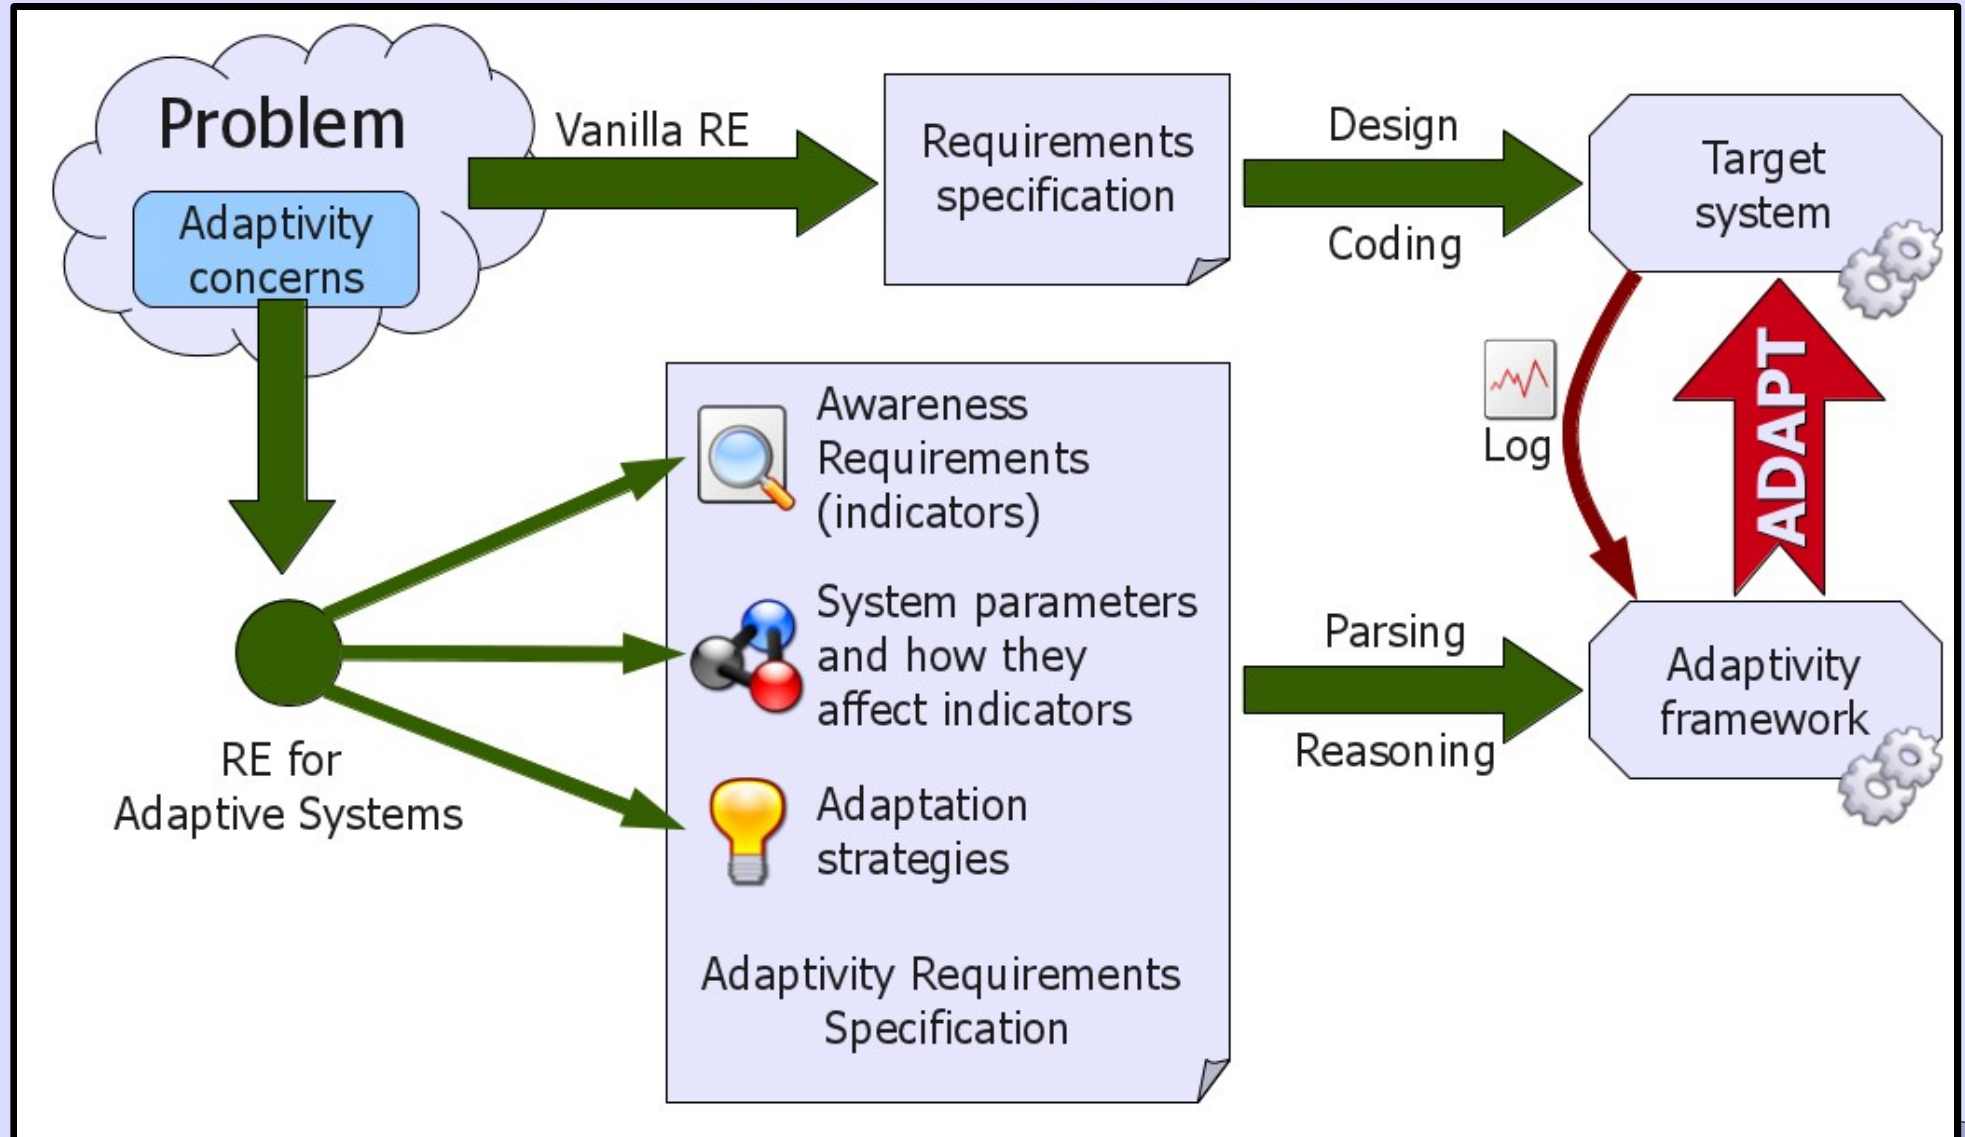 Problem
Adaptivity
concerns
Vanilla RE
Requirements
specification
Design
Coding
Target
system
Log
ADAPT
RE for
Adaptive Systems
Awareness
Requirements
(indicators)
System parameters
and how they
affect indicators
Adaptation
strategies
Adaptivity Requirements
Specification
Parsing
Reasoning
Adaptivity
framework